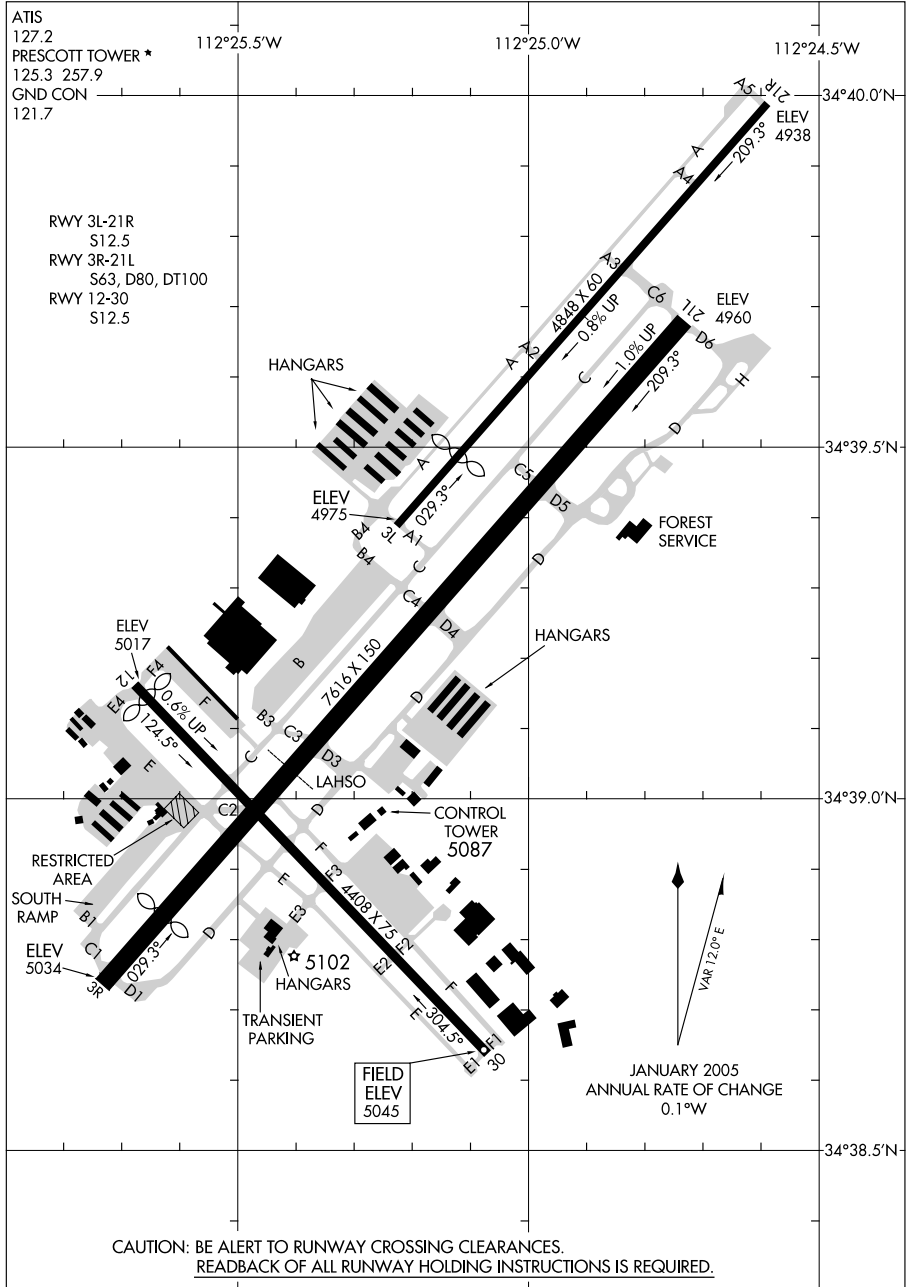 ATIS
127.2
PRESCOTT TOWER *
125.3 257.9
GND CON
121.7
112°25.5'W
112°25.0'W
112°24.5'W
34°40.0'N
A5
21R
ELEV
4938
A
209.3°
A4
RWY 3L-21R
S12.5
RWY 3R-21L
S63, D80, DT100
RWY 12-30
S12.5
A3
C6
4848 X 60
0.8% UP
21L
ELEV
4960
D6
A2
A
1.0% UP
209.3°
C
H
HANGARS
D
34°39.5'N
A
029.3°
C5
D5
ELEV
4975
3L
A1
B4
B4
C
FOREST
SERVICE
D
C4
D4
HANGARS
ELEV
5017
12
F4
E4
0.6% UP
124.5°
F
B
7616 X 150
D
B3
C3
D3
C
E
LAHSO
34°39.0'N
C2
D
CONTROL
TOWER
5087
RESTRICTED
AREA
F
F3
E
4408 X 75
SOUTH
RAMP
B1
E3
D
029.3°
C1
ELEV
5034
3R
D1
5102
HANGARS
F2
E2
TRANSIENT
PARKING
F
E
304.5°
F1
E1
30
FIELD
ELEV
5045
VAR 12.0° E
JANUARY 2005
ANNUAL RATE OF CHANGE
0.1°W
34°38.5'N
CAUTION: BE ALERT TO RUNWAY CROSSING CLEARANCES.
READBACK OF ALL RUNWAY HOLDING INSTRUCTIONS IS REQUIRED.